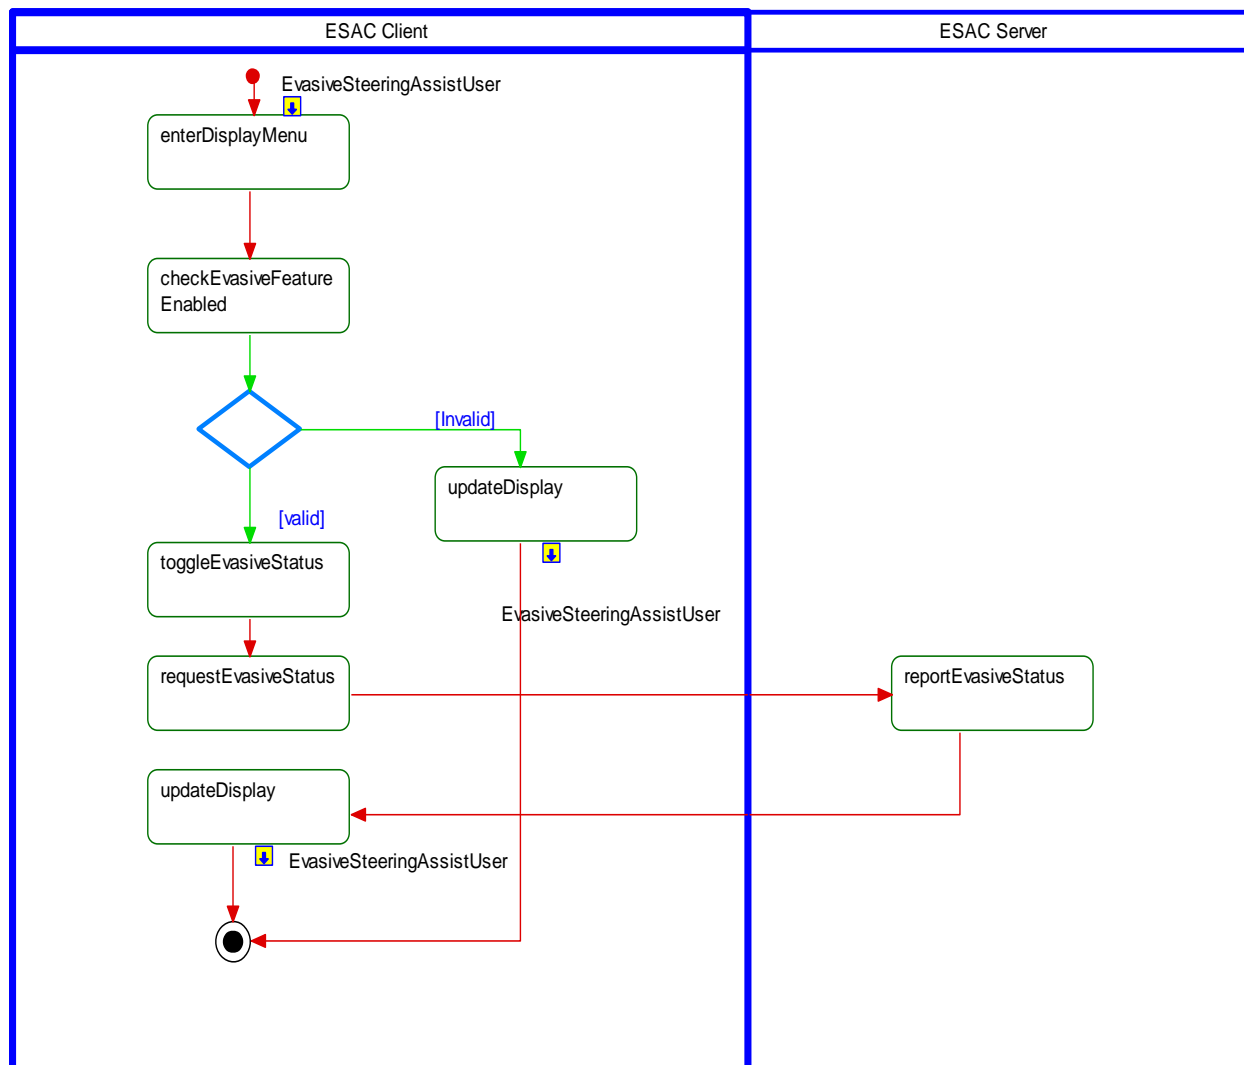 ESAC Client
ESAC Server
EvasiveSteeringAssistUser
enterDisplayMenu
checkEvasiveFeature
Enabled
[Invalid]
updateDisplay
[valid]
toggleEvasiveStatus
EvasiveSteeringAssistUser
requestEvasiveStatus
reportEvasiveStatus
updateDisplay
EvasiveSteeringAssistUser